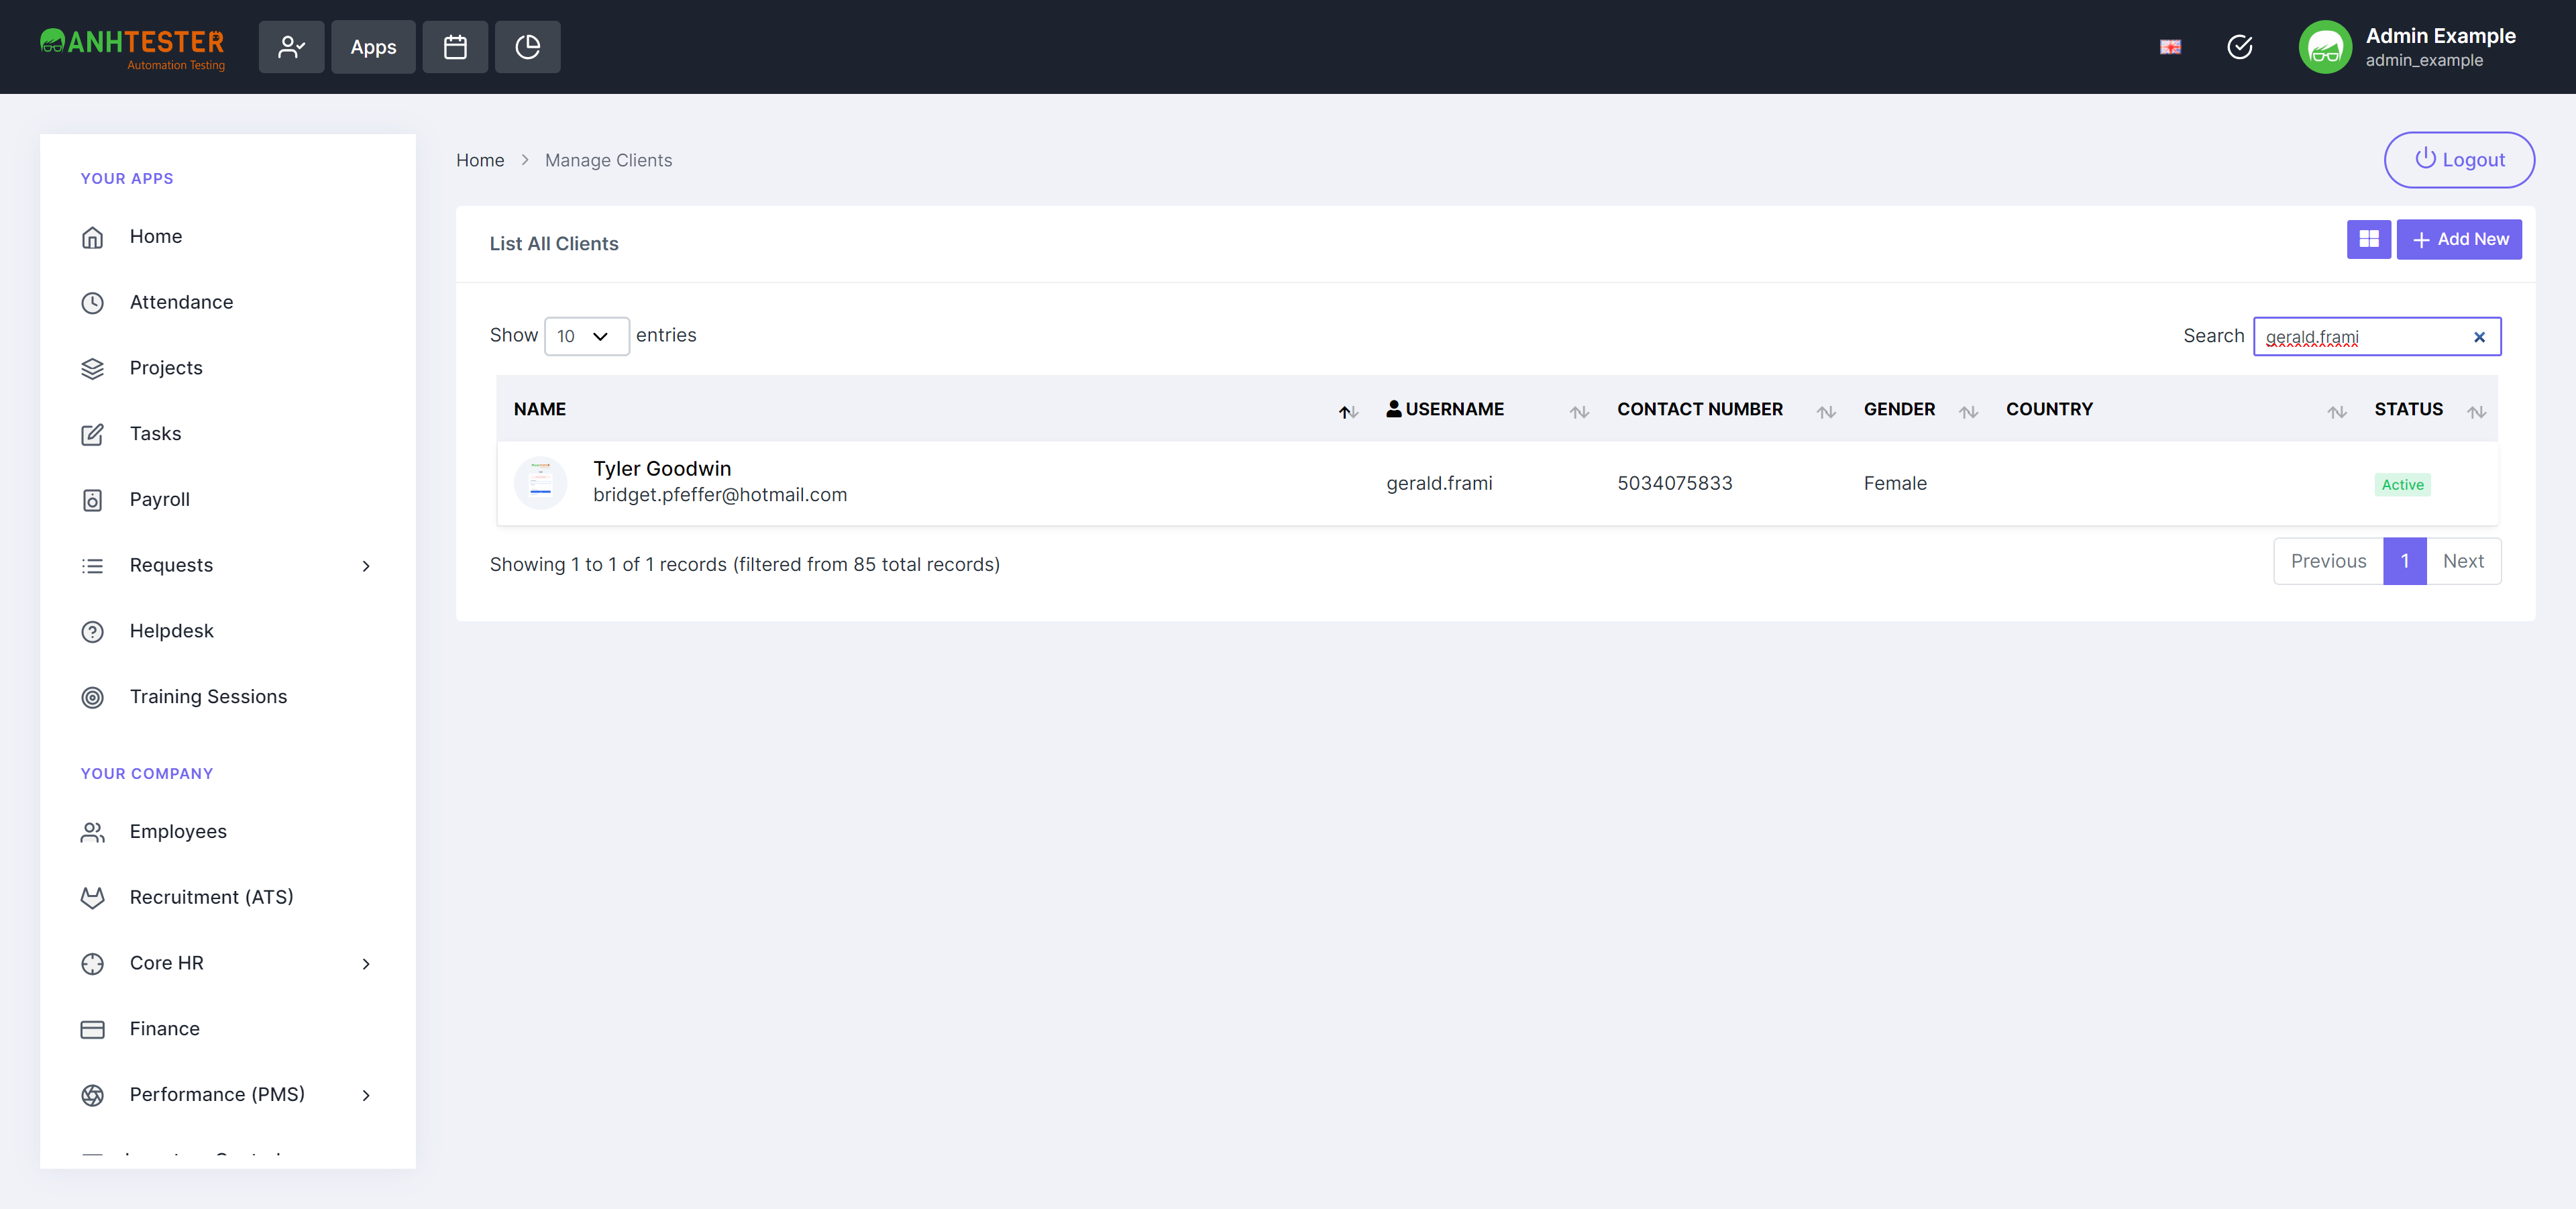 ANHTESTER
Automation Testing
Apps
Admin Example
admin_example
YOUR APPS
Home
Attendance
Projects
Tasks
Payroll
Requests
Helpdesk
Training Sessions
YOUR COMPANY
Employees
Recruitment (ATS)
Core HR
Finance
Performance (PMS)
Home > Manage Clients
Logout
List All Clients
+ Add New
Show 10 entries
Search gerald.frami ×
NAME USERNAME CONTACT NUMBER GENDER COUNTRY STATUS
Tyler Goodwin
bridget.pfeffer@hotmail.com
gerald.frami 5034075833 Female Active
Showing 1 to 1 of 1 records (filtered from 85 total records)
Previous 1 Next